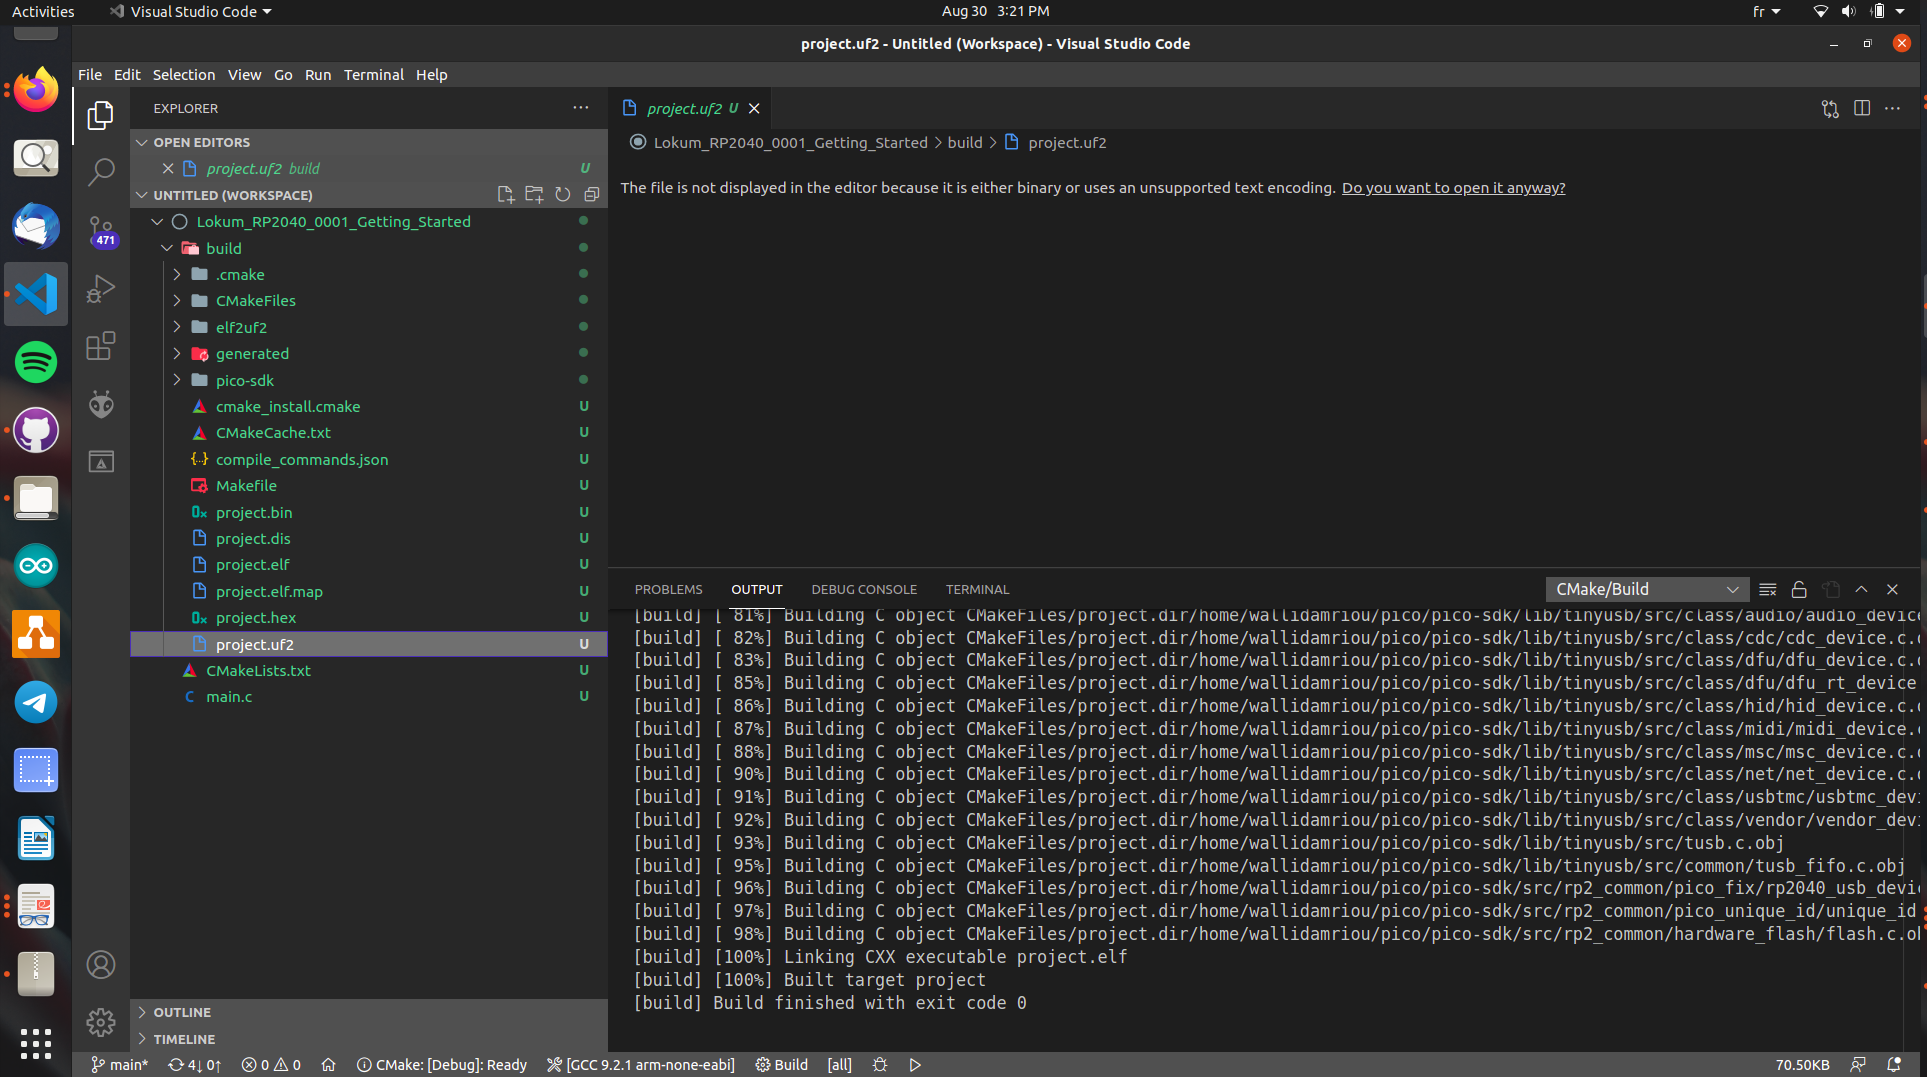 Activities
Visual Studio Code
Aug 30 3:21 PM
fr
project.uf2 - Untitled (Workspace) - Visual Studio Code
File Edit Selection View Go Run Terminal Help
EXPLORER
OPEN EDITORS
project.uf2 build U
UNTITLED (WORKSPACE)
Lokum_RP2040_0001_Getting_Started
build
.cmake
CMakeFiles
elf2uf2
generated
pico-sdk
cmake_install.cmake U
CMakeCache.txt U
compile_commands.json U
Makefile U
project.bin U
project.dis U
project.elf U
project.elf.map U
project.hex U
project.uf2 U
CMakeLists.txt U
main.c U
OUTLINE
TIMELINE
471
project.uf2 U
Lokum_RP2040_0001_Getting_Started > build > project.uf2
The file is not displayed in the editor because it is either binary or uses an unsupported text encoding. Do you want to open it anyway?
PROBLEMS OUTPUT DEBUG CONSOLE TERMINAL
CMake/Build
[build] [ 81%] Building C object CMakeFiles/project.dir/home/wallidamriou/pico/pico-sdk/lib/tinyusb/src/class/audio/audio_device
[build] [ 82%] Building C object CMakeFiles/project.dir/home/wallidamriou/pico/pico-sdk/lib/tinyusb/src/class/cdc/cdc_device.c.o
[build] [ 83%] Building C object CMakeFiles/project.dir/home/wallidamriou/pico/pico-sdk/lib/tinyusb/src/class/dfu/dfu_device.c.o
[build] [ 85%] Building C object CMakeFiles/project.dir/home/wallidamriou/pico/pico-sdk/lib/tinyusb/src/class/dfu/dfu_rt_device
[build] [ 86%] Building C object CMakeFiles/project.dir/home/wallidamriou/pico/pico-sdk/lib/tinyusb/src/class/hid/hid_device.c.o
[build] [ 87%] Building C object CMakeFiles/project.dir/home/wallidamriou/pico/pico-sdk/lib/tinyusb/src/class/midi/midi_device.c
[build] [ 88%] Building C object CMakeFiles/project.dir/home/wallidamriou/pico/pico-sdk/lib/tinyusb/src/class/msc/msc_device.c.o
[build] [ 90%] Building C object CMakeFiles/project.dir/home/wallidamriou/pico/pico-sdk/lib/tinyusb/src/class/net/net_device.c.o
[build] [ 91%] Building C object CMakeFiles/project.dir/home/wallidamriou/pico/pico-sdk/lib/tinyusb/src/class/usbtmc/usbtmc_devi
[build] [ 92%] Building C object CMakeFiles/project.dir/home/wallidamriou/pico/pico-sdk/lib/tinyusb/src/class/vendor/vendor_devi
[build] [ 93%] Building C object CMakeFiles/project.dir/home/wallidamriou/pico/pico-sdk/lib/tinyusb/src/tusb.c.obj
[build] [ 95%] Building C object CMakeFiles/project.dir/home/wallidamriou/pico/pico-sdk/lib/tinyusb/src/common/tusb_fifo.c.obj
[build] [ 96%] Building C object CMakeFiles/project.dir/home/wallidamriou/pico/pico-sdk/src/rp2_common/pico_fix/rp2040_usb_devic
[build] [ 97%] Building C object CMakeFiles/project.dir/home/wallidamriou/pico/pico-sdk/src/rp2_common/pico_unique_id/unique_id
[build] [ 98%] Building C object CMakeFiles/project.dir/home/wallidamriou/pico/pico-sdk/src/rp2_common/hardware_flash/flash.c.ob
[build] [100%] Linking CXX executable project.elf
[build] [100%] Built target project
[build] Build finished with exit code 0
main* 4↓ 0↑ 0 0 CMake: [Debug]: Ready [GCC 9.2.1 arm-none-eabi] Build [all] 70.50KB